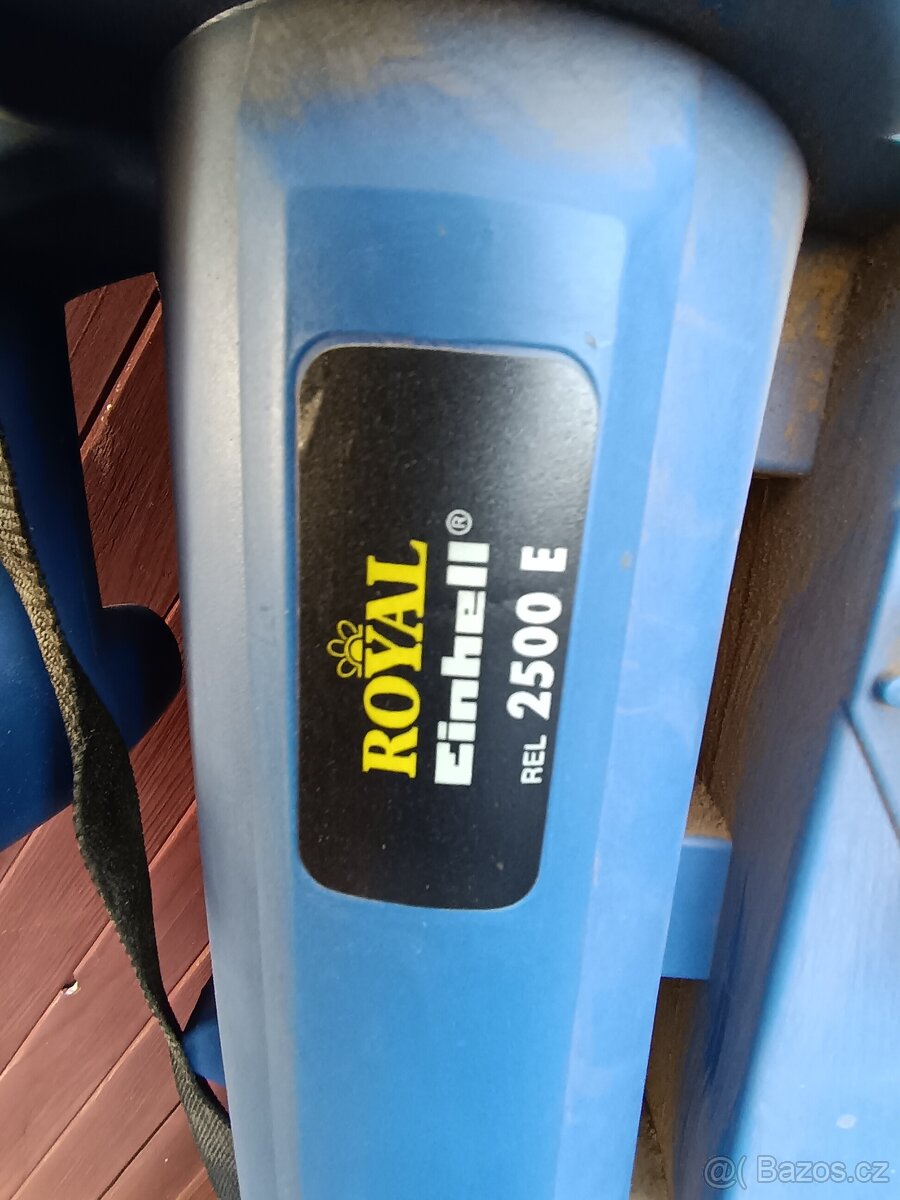 ROYAL
Einhell®
REL 2500 E
@( Bazos.cz